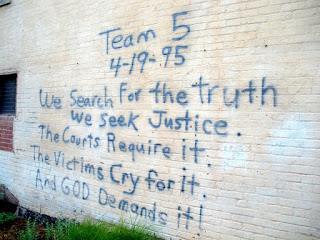 Team 5
4-19-95
We Search For the truth
we seek Justice.
The Courts Require it.
The Victims Cry for it.
And GOD Demands it!